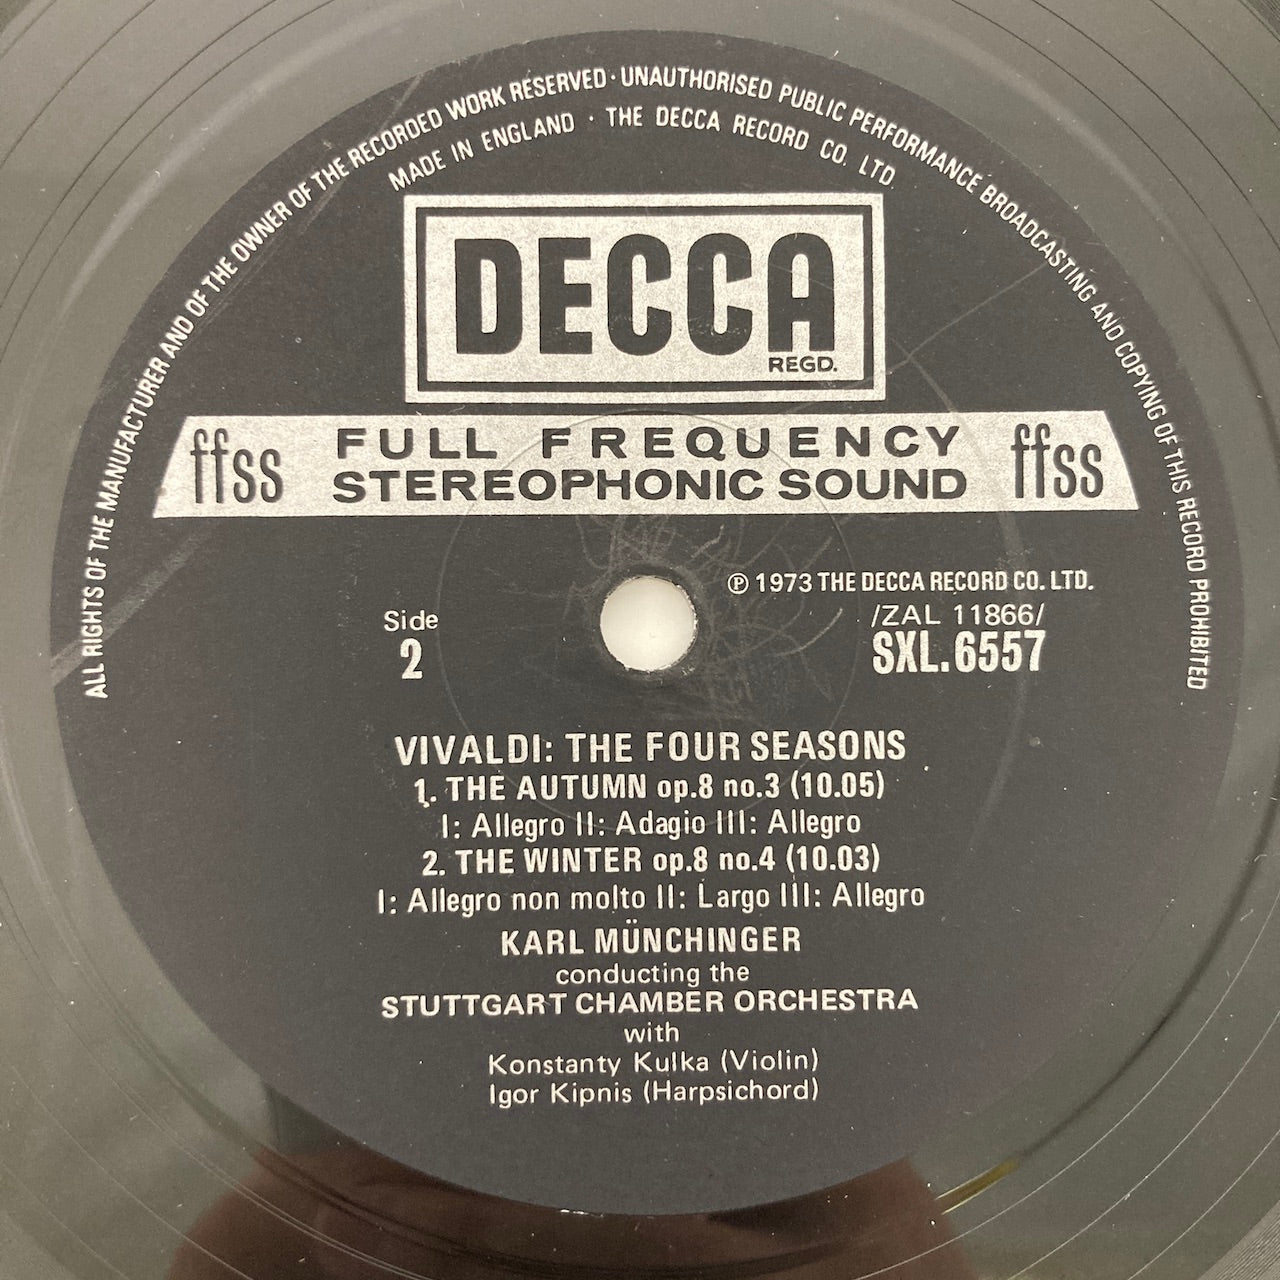 ALL RIGHTS OF THE MANUFACTURER AND OF THE OWNER OF THE RECORDED WORK RESERVED · UNAUTHORISED PUBLIC PERFORMANCE BROADCASTING AND COPYING OF THIS RECORD PROHIBITED
MADE IN ENGLAND · THE DECCA RECORD CO. LTD.
DECCA
REGD.
ffss FULL FREQUENCY ffss
STEREOPHONIC SOUND
℗ 1973 THE DECCA RECORD CO. LTD.
Side /ZAL 11866/
2 SXL.6557
VIVALDI: THE FOUR SEASONS
1. THE AUTUMN op.8 no.3 (10.05)
I: Allegro II: Adagio III: Allegro
2. THE WINTER op.8 no.4 (10.03)
I: Allegro non molto II: Largo III: Allegro
KARL MÜNCHINGER
conducting the
STUTTGART CHAMBER ORCHESTRA
with
Konstanty Kulka (Violin)
Igor Kipnis (Harpsichord)